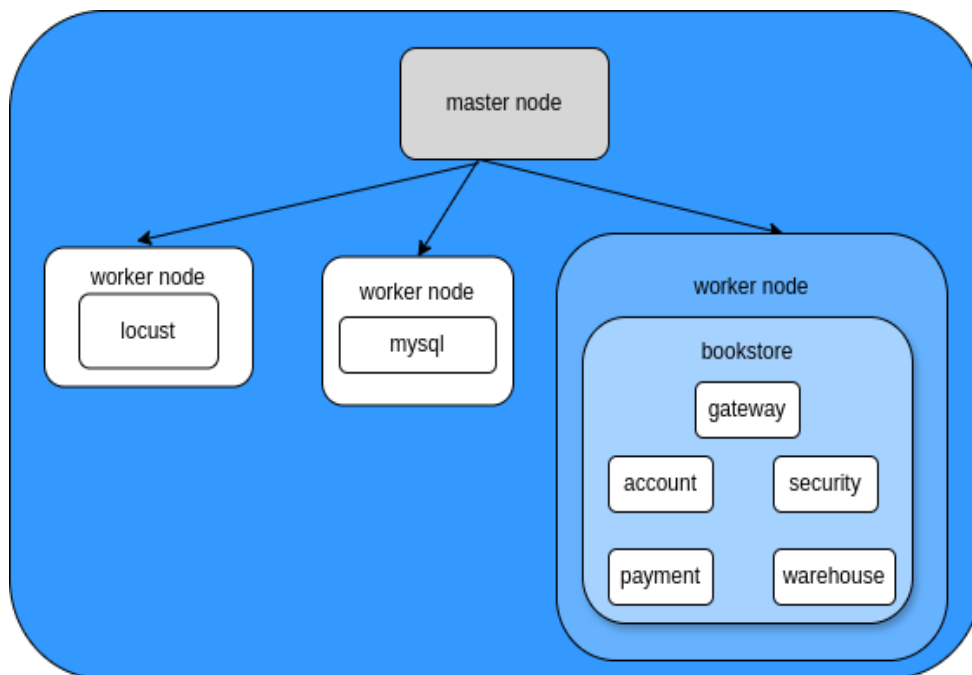 master node
worker node
locust
worker node
mysql
worker node
bookstore
gateway
account
security
payment
warehouse